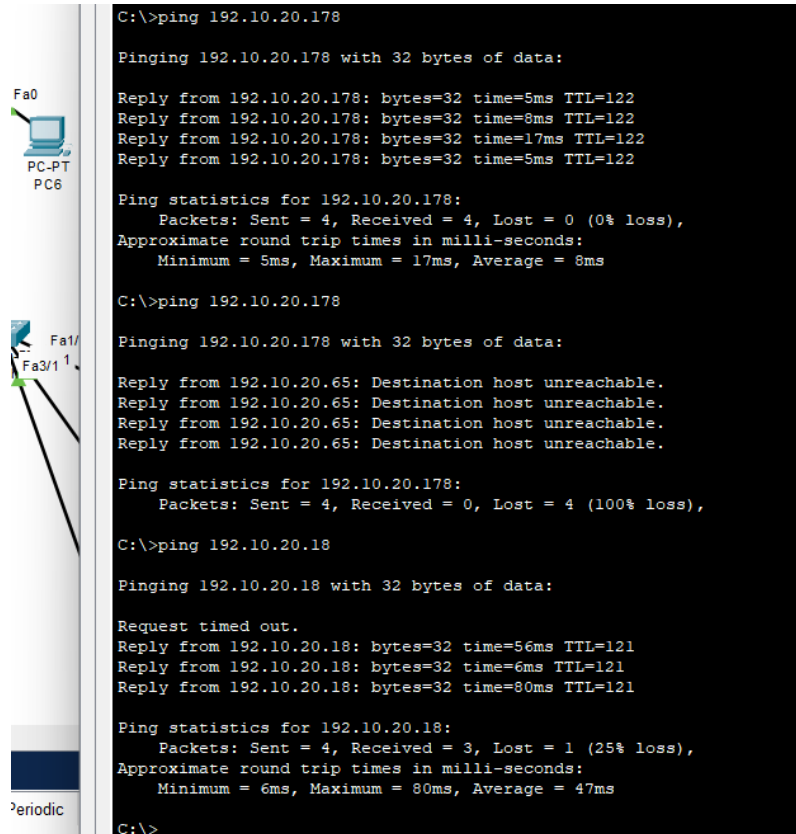 Fa0
PC-PT
PC6
Fa1/
Fa3/1 1
Periodic
C:\>ping 192.10.20.178
Pinging 192.10.20.178 with 32 bytes of data:
Reply from 192.10.20.178: bytes=32 time=5ms TTL=122
Reply from 192.10.20.178: bytes=32 time=8ms TTL=122
Reply from 192.10.20.178: bytes=32 time=17ms TTL=122
Reply from 192.10.20.178: bytes=32 time=5ms TTL=122
Ping statistics for 192.10.20.178:
Packets: Sent = 4, Received = 4, Lost = 0 (0% loss),
Approximate round trip times in milli-seconds:
Minimum = 5ms, Maximum = 17ms, Average = 8ms
C:\>ping 192.10.20.178
Pinging 192.10.20.178 with 32 bytes of data:
Reply from 192.10.20.65: Destination host unreachable.
Reply from 192.10.20.65: Destination host unreachable.
Reply from 192.10.20.65: Destination host unreachable.
Reply from 192.10.20.65: Destination host unreachable.
Ping statistics for 192.10.20.178:
Packets: Sent = 4, Received = 0, Lost = 4 (100% loss),
C:\>ping 192.10.20.18
Pinging 192.10.20.18 with 32 bytes of data:
Request timed out.
Reply from 192.10.20.18: bytes=32 time=56ms TTL=121
Reply from 192.10.20.18: bytes=32 time=6ms TTL=121
Reply from 192.10.20.18: bytes=32 time=80ms TTL=121
Ping statistics for 192.10.20.18:
Packets: Sent = 4, Received = 3, Lost = 1 (25% loss),
Approximate round trip times in milli-seconds:
Minimum = 6ms, Maximum = 80ms, Average = 47ms
C:\>